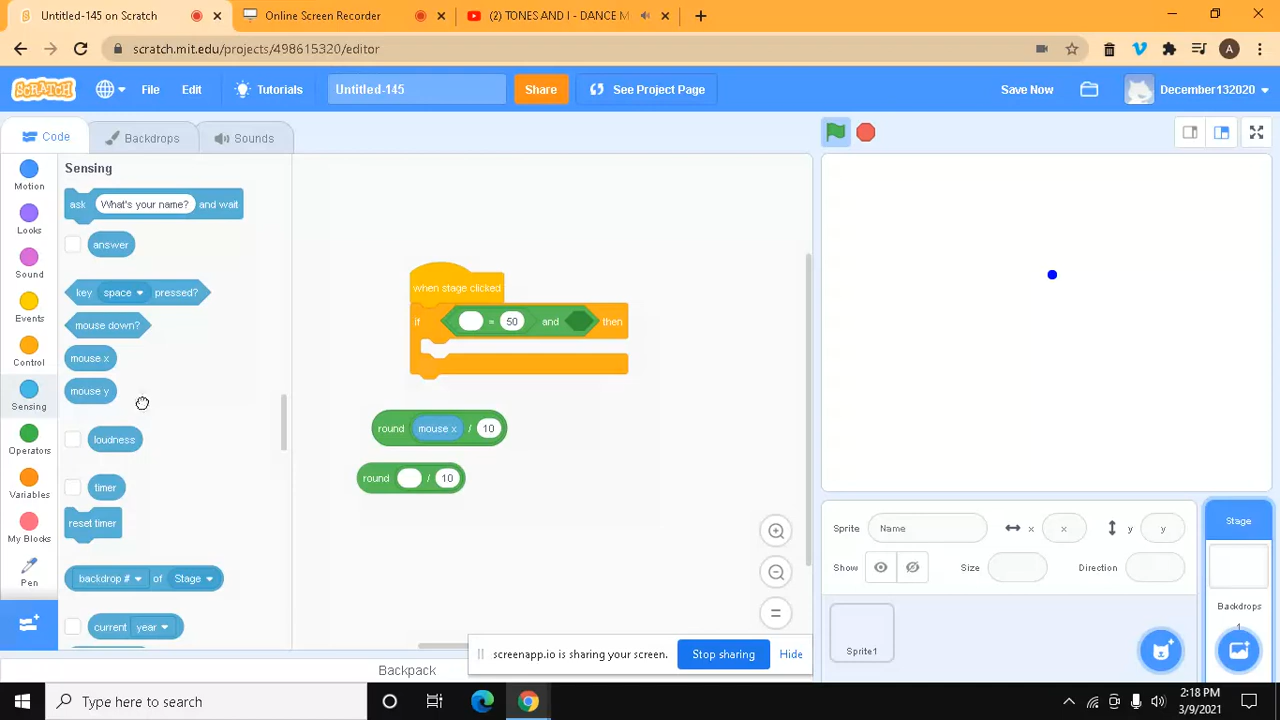 Untitled-145 on Scratch
Online Screen Recorder
(2) TONES AND I - DANCE M
scratch.mit.edu/projects/498615320/editor
A
SCRATCH
File
Edit
Tutorials
Untitled-145
Share
See Project Page
Save Now
December132020
Code
Backdrops
Sounds
Motion
Looks
Sound
Events
Control
Sensing
Operators
Variables
My Blocks
Pen
Sensing
ask What's your name? and wait
answer
key space pressed?
mouse down?
mouse x
mouse y
loudness
timer
reset timer
backdrop # of Stage
current year
when stage clicked
if = 50 and then
round mouse x / 10
round / 10
Sprite Name x x y y
Show Size Direction
Sprite1
Stage
Backdrops
1
screenapp.io is sharing your screen. Stop sharing Hide
Backpack
Type here to search
2:18 PM
3/9/2021